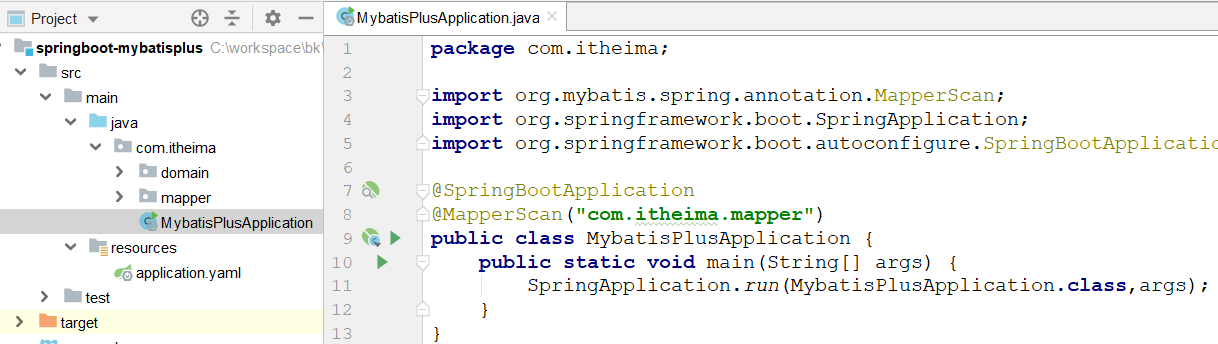 Project
springboot-mybatisplus C:\workspace\bk\
src
main
java
com.itheima
domain
mapper
MybatisPlusApplication
resources
application.yaml
test
target
MybatisPlusApplication.java
1 package com.itheima;
2
3 import org.mybatis.spring.annotation.MapperScan;
4 import org.springframework.boot.SpringApplication;
5 import org.springframework.boot.autoconfigure.SpringBootApplicatio
6
7 @SpringBootApplication
8 @MapperScan("com.itheima.mapper")
9 public class MybatisPlusApplication {
10 public static void main(String[] args) {
11 SpringApplication.run(MybatisPlusApplication.class,args);
12 }
13 }